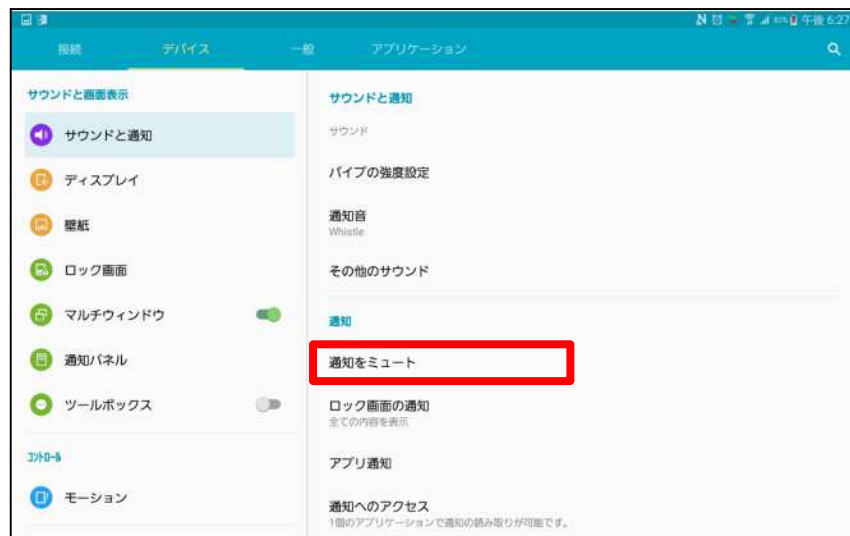 午後 6:27
接続 デバイス 一般 アプリケーション
サウンドと画面表示
サウンドと通知
ディスプレイ
壁紙
ロック画面
マルチウィンドウ
通知パネル
ツールボックス
コントロール
モーション
サウンドと通知
サウンド
バイブの強度設定
通知音
Whistle
その他のサウンド
通知
通知をミュート
ロック画面の通知
全ての内容を表示
アプリ通知
通知へのアクセス
1個のアプリケーションで通知の読み取りが可能です。